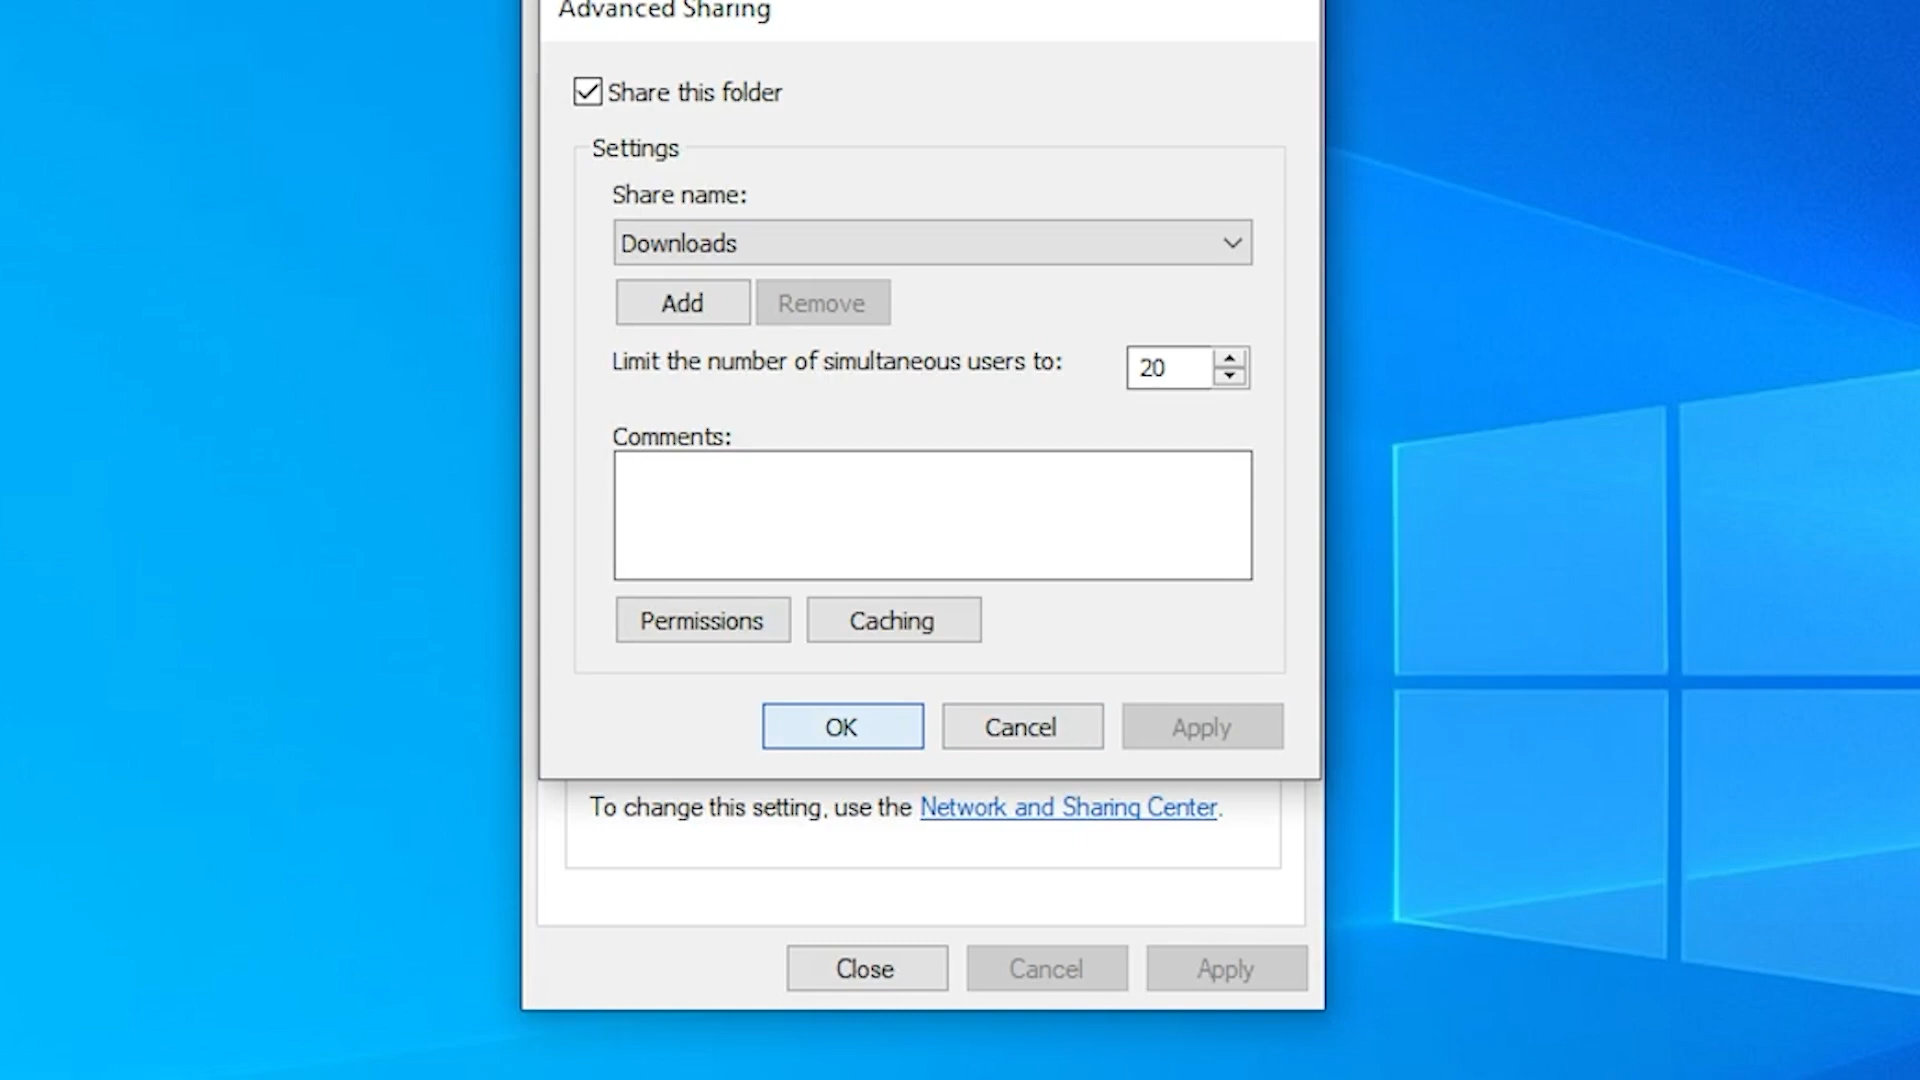 Advanced Sharing
Share this folder
Settings
Share name:
Downloads
Add Remove
Limit the number of simultaneous users to: 20
Comments:
Permissions Caching
OK Cancel Apply
To change this setting, use the Network and Sharing Center.
Close Cancel Apply